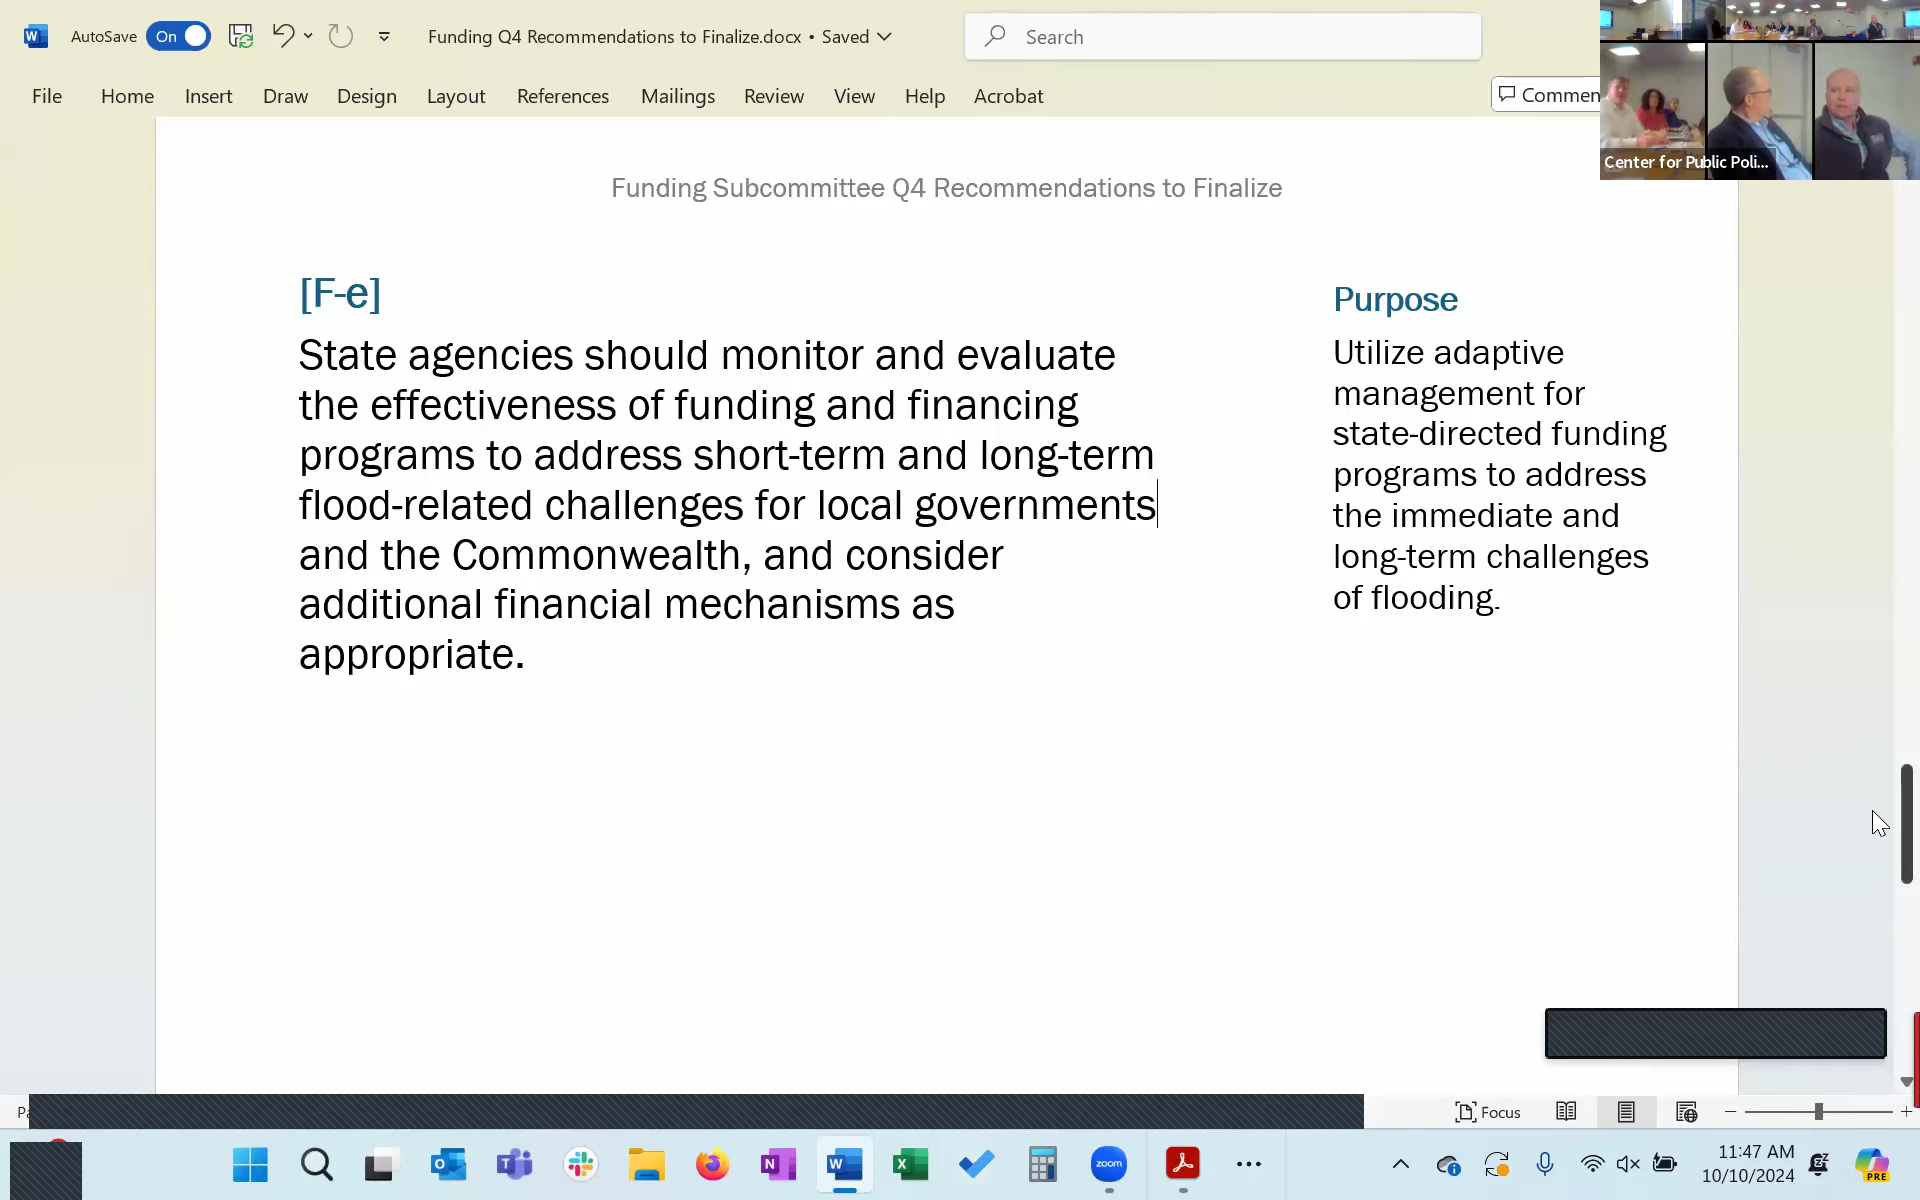 AutoSave On Funding Q4 Recommendations to Finalize.docx • Saved Search
File Home Insert Draw Design Layout References Mailings Review View Help Acrobat Commen
Center for Public Poli...
Funding Subcommittee Q4 Recommendations to Finalize
[F-e]
State agencies should monitor and evaluate
the effectiveness of funding and financing
programs to address short-term and long-term
flood-related challenges for local governments
and the Commonwealth, and consider
additional financial mechanisms as
appropriate.
Purpose
Utilize adaptive
management for
state-directed funding
programs to address
the immediate and
long-term challenges
of flooding.
Focus
zoom
11:47 AM
10/10/2024
PRE